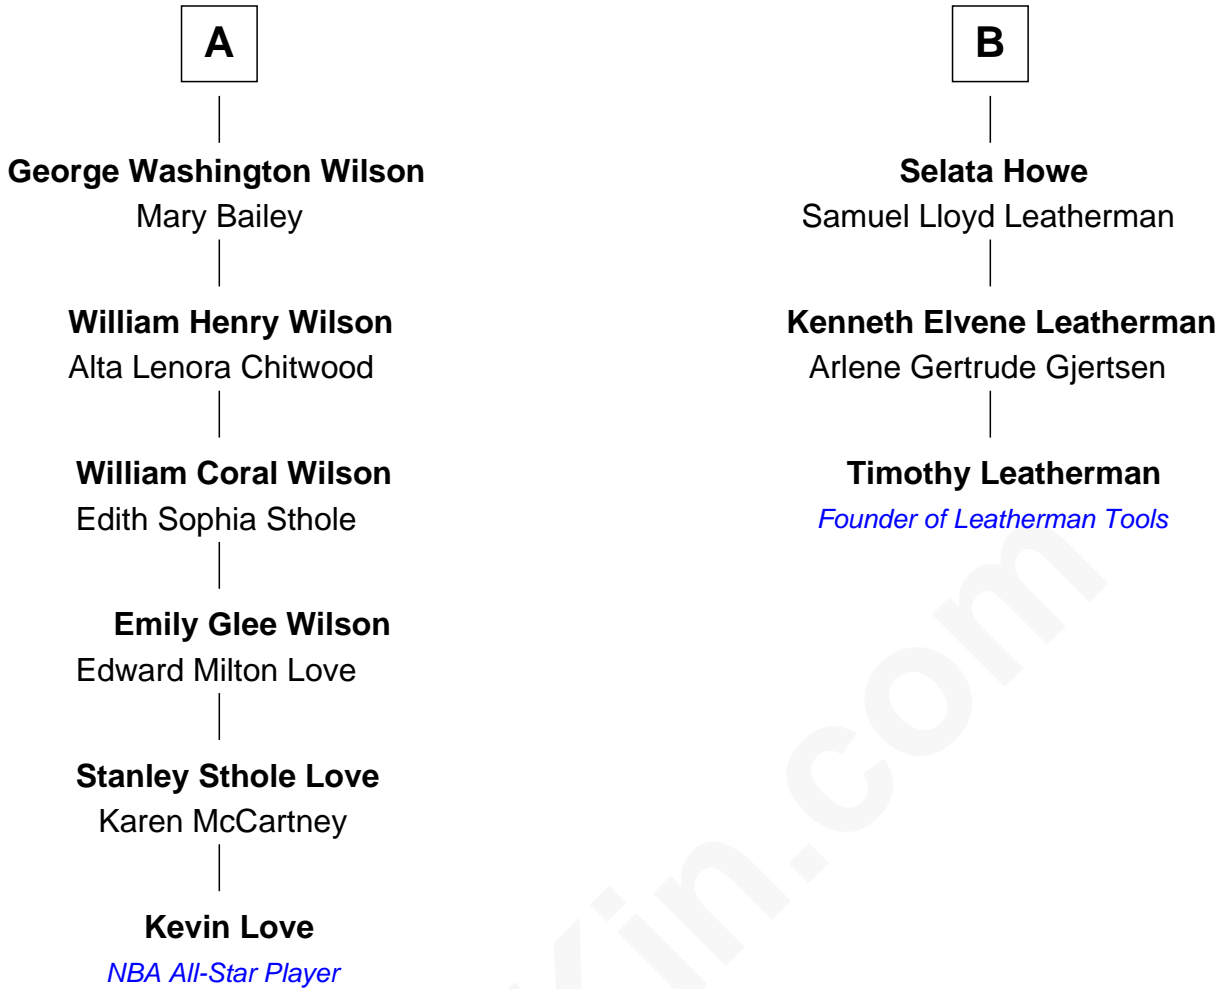 A
George Washington Wilson
Mary Bailey
William Henry Wilson
Alta Lenora Chitwood
William Coral Wilson
Edith Sophia Sthole
Emily Glee Wilson
Edward Milton Love
Stanley Sthole Love
Karen McCartney
Kevin Love
NBA All-Star Player
B
Selata Howe
Samuel Lloyd Leatherman
Kenneth Elvene Leatherman
Arlene Gertrude Gjertsen
Timothy Leatherman
Founder of Leatherman Tools
Kin.com